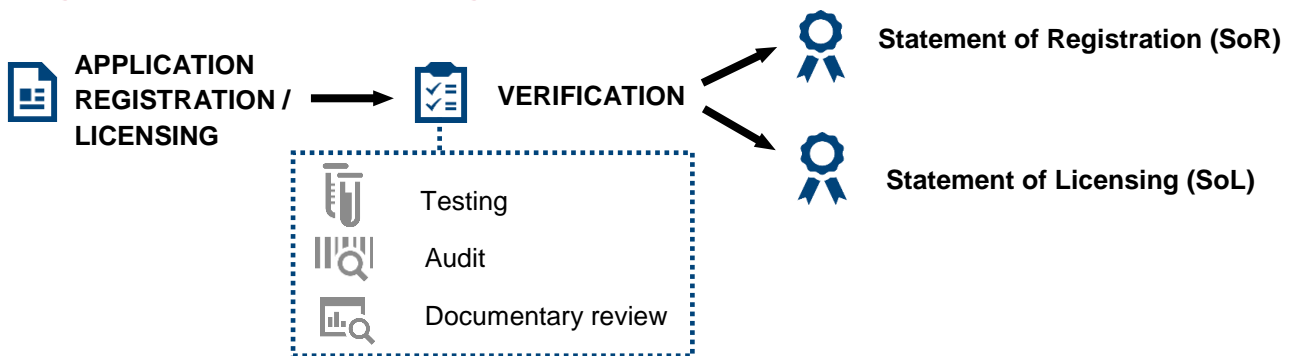 APPLICATION
REGISTRATION /
LICENSING
VERIFICATION
Statement of Registration (SoR)
Statement of Licensing (SoL)
Testing
Audit
Documentary review